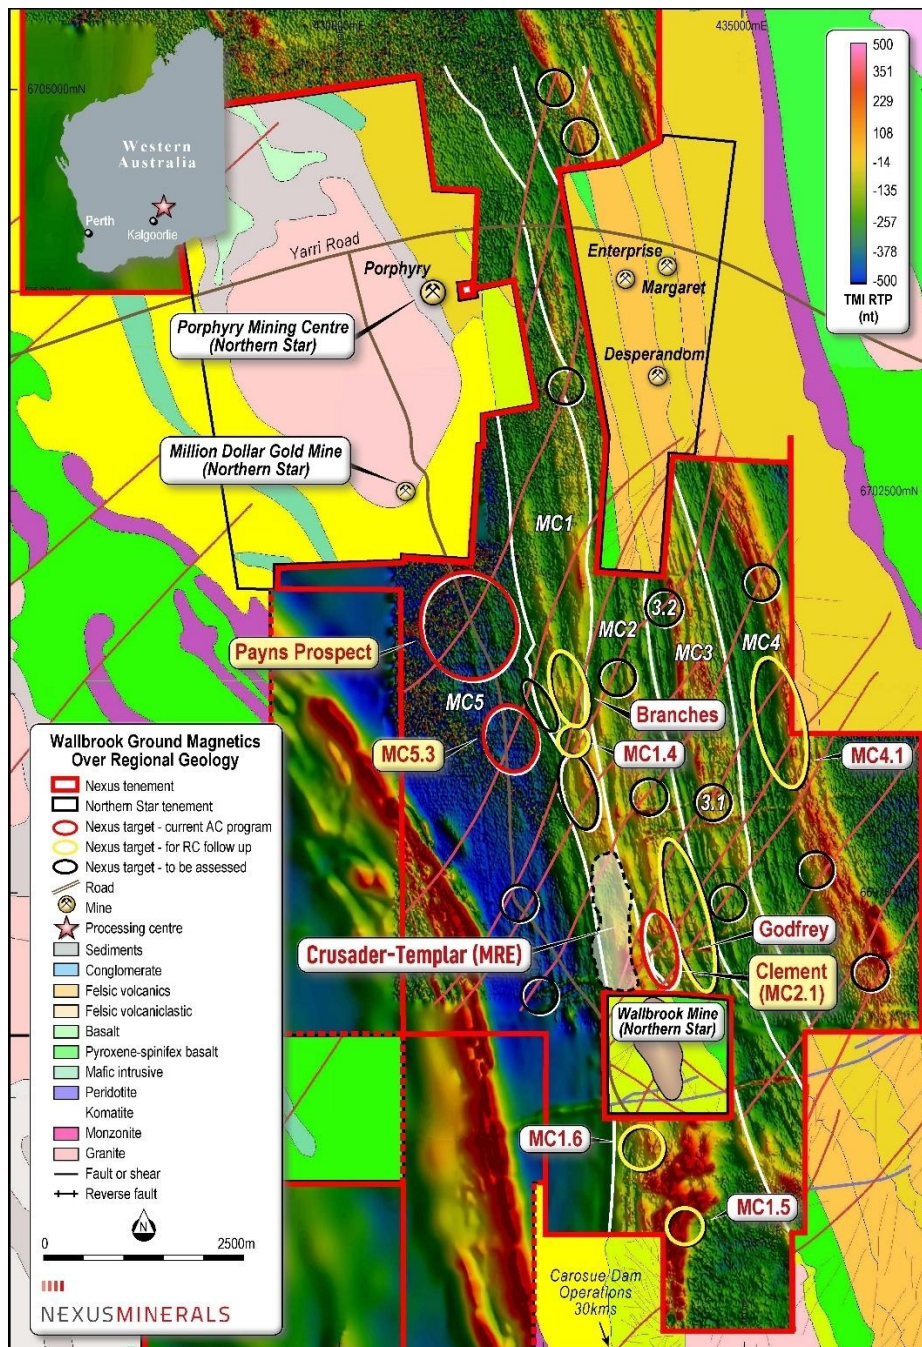 430000mE
435000mE
6705000mN
Western
Australia
Perth
Kalgoorlie
500
351
229
108
-14
-135
-257
-378
-500
TMI RTP
(nt)
Yarri Road
Porphyry
Enterprise
Margaret
Porphyry Mining Centre
(Northern Star)
Desperandom
Million Dollar Gold Mine
(Northern Star)
6702500mN
MC1
3.2
MC2
MC3
MC4
Payns Prospect
MC5
Branches
MC5.3
MC1.4
MC4.1
3.1
Crusader-Templar (MRE)
Godfrey
Clement
(MC2.1)
Wallbrook Mine
(Northern Star)
MC1.6
MC1.5
Carosue Dam
Operations
30kms
Wallbrook Ground Magnetics
Over Regional Geology
Nexus tenement
Northern Star tenement
Nexus target - current AC program
Nexus target - for RC follow up
Nexus target - to be assessed
Road
Mine
Processing centre
Sediments
Conglomerate
Felsic volcanics
Felsic volcaniclastic
Basalt
Pyroxene-spinifex basalt
Mafic intrusive
Peridotite
Komatite
Monzonite
Granite
Fault or shear
Reverse fault
N
0 2500m
NEXUSMINERALS